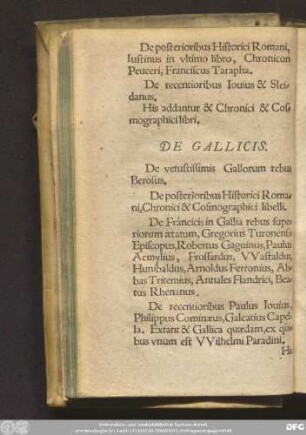 De posterioribus Historici Romani,
Iustinus in vltimo libro, Chronicon
Peuceri, Franciscus Tarapha.
De recentioribus Iouius & Slei-
danus.
His addantur & Chronici & Cos
mographici libri.
DE GALLICIS.
De vetustissimis Gallorum rebus
Berosus.
De posterioribus Historici Roma
ni, Chronici & Cosmographici libelli.
De Francicis in Gallia rebus supe
riorum ætatum, Gregorius Turonensis
Episcopus, Robertus Gaguinus, Paulus
Aemylius, Frossardus, VVastaldus,
Hunibaldus, Arnoldus Ferronius, Ab
bas Tritemius, Annales Flandrici, Bea
tus Rhenanus.
De recentioribus Paulus Iouius,
Philippus Cominæus, Galeatius Capel
la. Extant & Gallica quædam, ex qui
bus vnum est VVilhelmi Paradini.